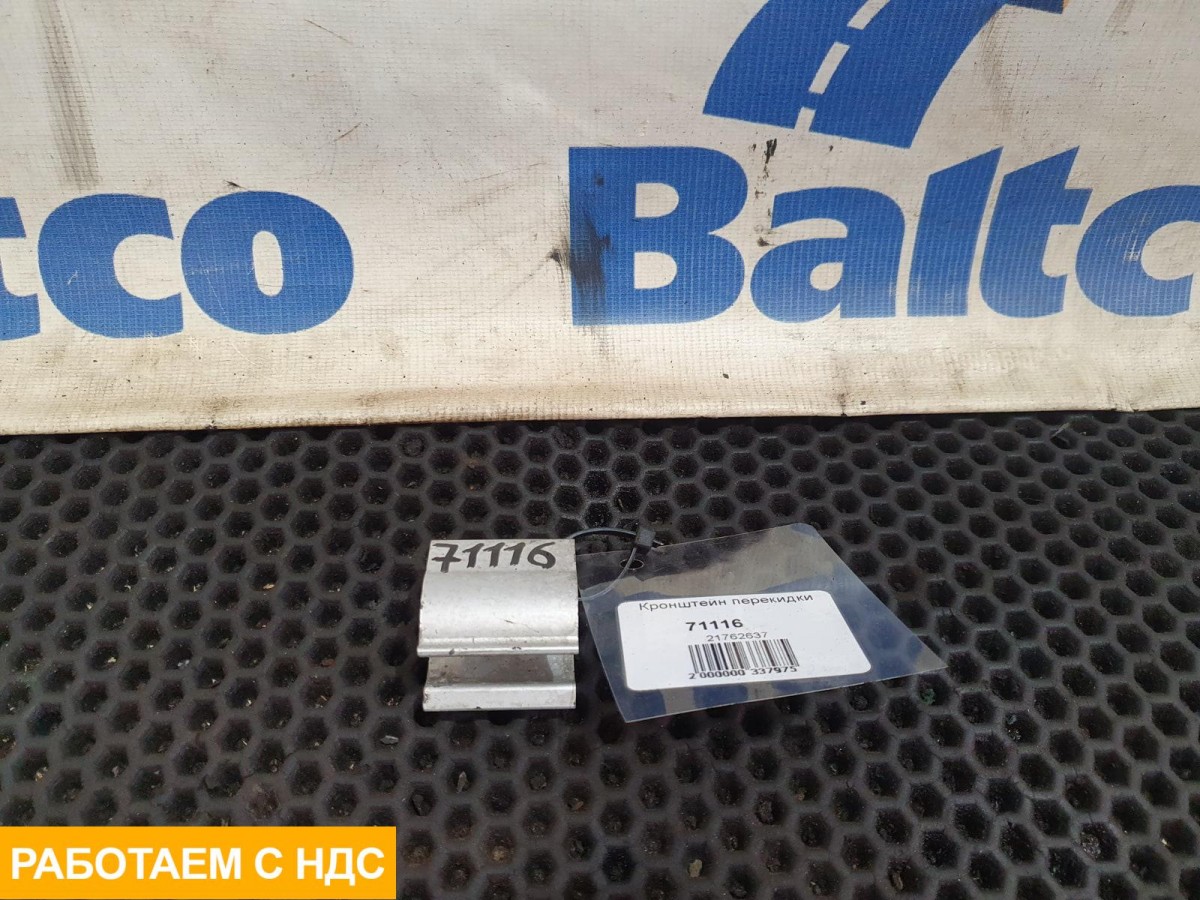 tco
Baltc
71116
Кронштейн перекидки
71116
21762637
2 000000 337975
РАБОТАЕМ С НДС